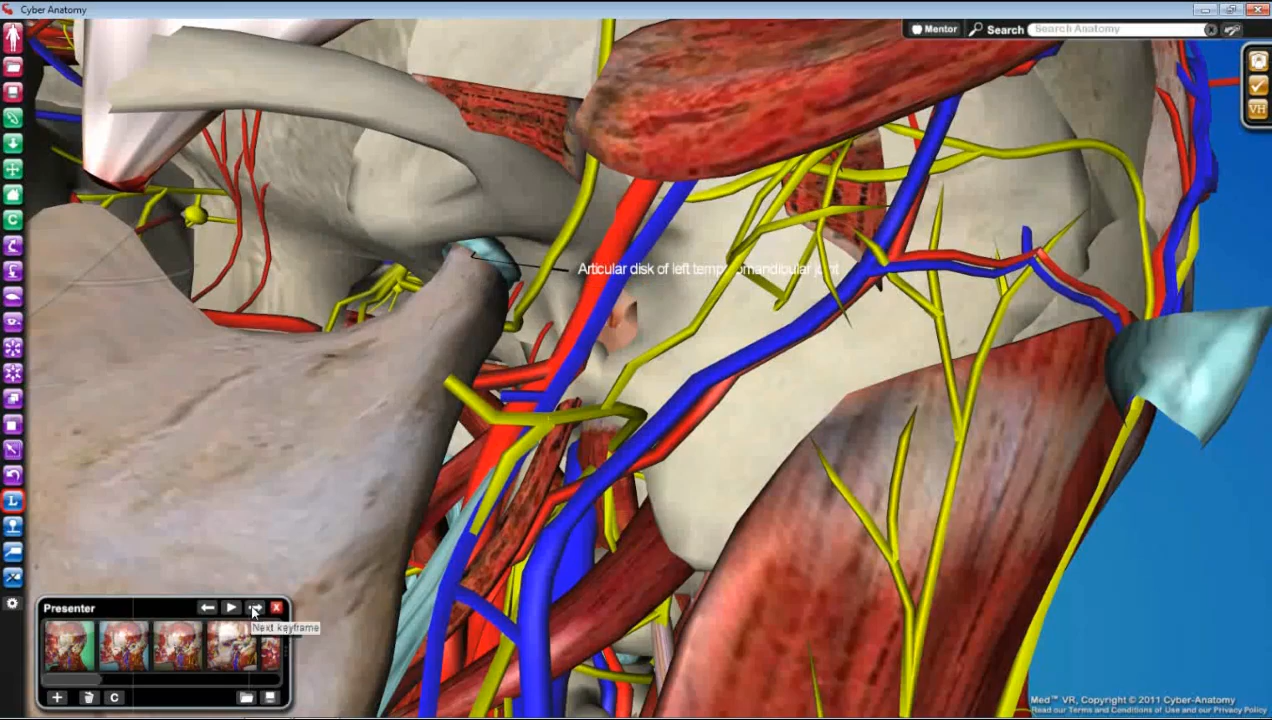 Cyber Anatomy
Mentor
Search
Search Anatomy
VH
C
Articular disk of left temporomandibular joint
L
Presenter
Next keyframe
C
Med™ VR, Copyright © 2011 Cyber-Anatomy
Read our Terms and Conditions of Use and our Privacy Policy